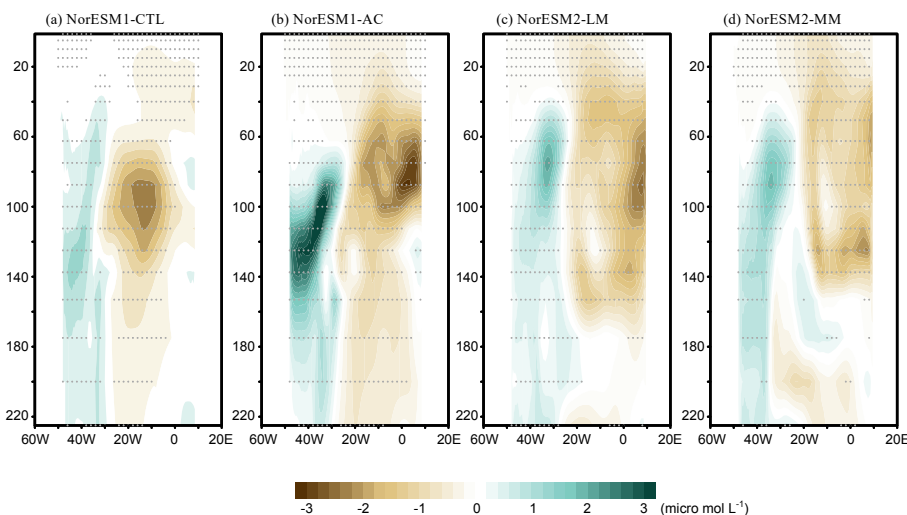 (a) NorESM1-CTL (b) NorESM1-AC (c) NorESM2-LM (d) NorESM2-MM
20 20 20 20
60 60 60 60
100 100 100 100
140 140 140 140
180 180 180 180
220 220 220 220
60W 40W 20W 0 20E 60W 40W 20W 0 20E 60W 40W 20W 0 20E 60W 40W 20W 0 20E
-3 -2 -1 0 1 2 3 (micro mol L⁻¹)